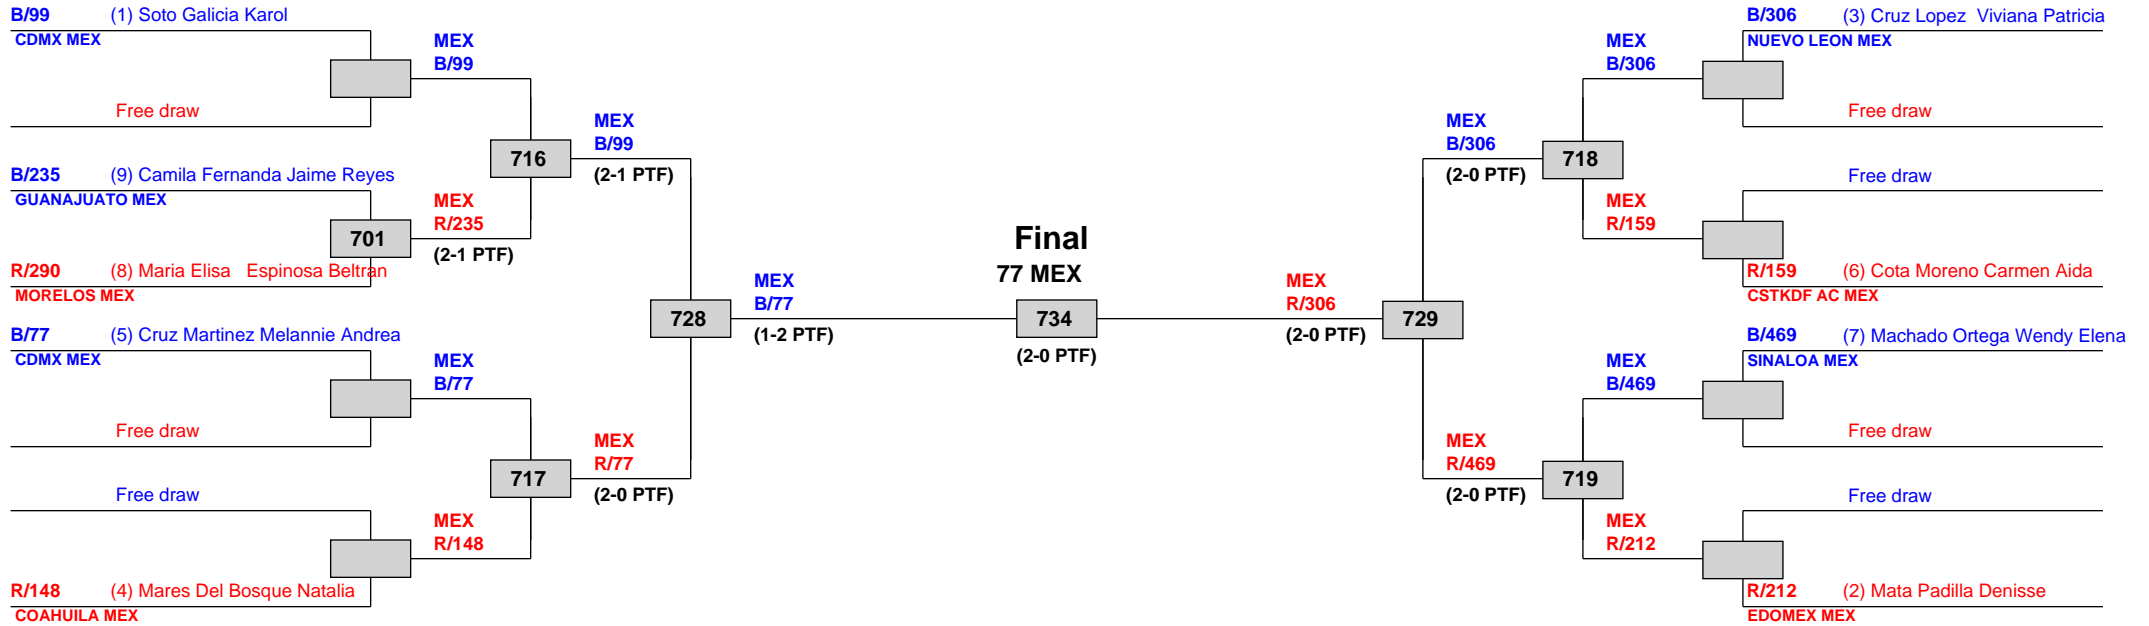 B/99 (1) Soto Galicia Karol
CDMX MEX
Free draw
MEX
B/99
B/235 (9) Camila Fernanda Jaime Reyes
GUANAJUATO MEX
701
R/290 (8) Maria Elisa Espinosa Beltran
MORELOS MEX
MEX
R/235
(2-1 PTF)
716
MEX
B/99
(2-1 PTF)
B/77 (5) Cruz Martinez Melannie Andrea
CDMX MEX
Free draw
MEX
B/77
Free draw
R/148 (4) Mares Del Bosque Natalia
COAHUILA MEX
MEX
R/148
717
MEX
R/77
(2-0 PTF)
728
MEX
B/77
(1-2 PTF)
Final
77 MEX
734
(2-0 PTF)
MEX
R/306
(2-0 PTF)
729
MEX
B/306
(2-0 PTF)
718
MEX
B/306
B/306 (3) Cruz Lopez Viviana Patricia
NUEVO LEON MEX
Free draw
Free draw
MEX
R/159
R/159 (6) Cota Moreno Carmen Aida
CSTKDF AC MEX
MEX
R/469
(2-0 PTF)
719
MEX
B/469
B/469 (7) Machado Ortega Wendy Elena
SINALOA MEX
Free draw
Free draw
MEX
R/212
R/212 (2) Mata Padilla Denisse
EDOMEX MEX